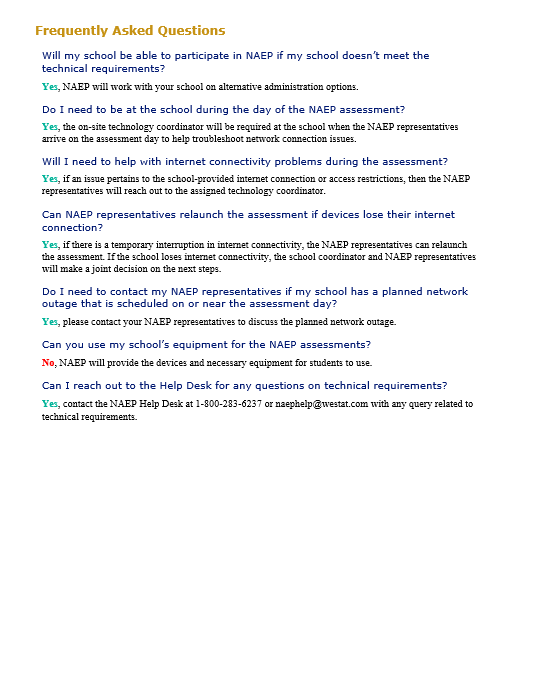 Frequently Asked Questions
Will my school be able to participate in NAEP if my school doesn’t meet the
technical requirements?
Yes, NAEP will work with your school on alternative administration options.
Do I need to be at the school during the day of the NAEP assessment?
Yes, the on-site technology coordinator will be required at the school when the NAEP representatives
arrive on the assessment day to help troubleshoot network connection issues.
Will I need to help with internet connectivity problems during the assessment?
Yes, if an issue pertains to the school-provided internet connection or access restrictions, then the NAEP
representatives will reach out to the assigned technology coordinator.
Can NAEP representatives relaunch the assessment if devices lose their internet
connection?
Yes, if there is a temporary interruption in internet connectivity, the NAEP representatives can relaunch
the assessment. If the school loses internet connectivity, the school coordinator and NAEP representatives
will make a joint decision on the next steps.
Do I need to contact my NAEP representatives if my school has a planned network
outage that is scheduled on or near the assessment day?
Yes, please contact your NAEP representatives to discuss the planned network outage.
Can you use my school’s equipment for the NAEP assessments?
No, NAEP will provide the devices and necessary equipment for students to use.
Can I reach out to the Help Desk for any questions on technical requirements?
Yes, contact the NAEP Help Desk at 1-800-283-6237 or naephelp@westat.com with any query related to
technical requirements.